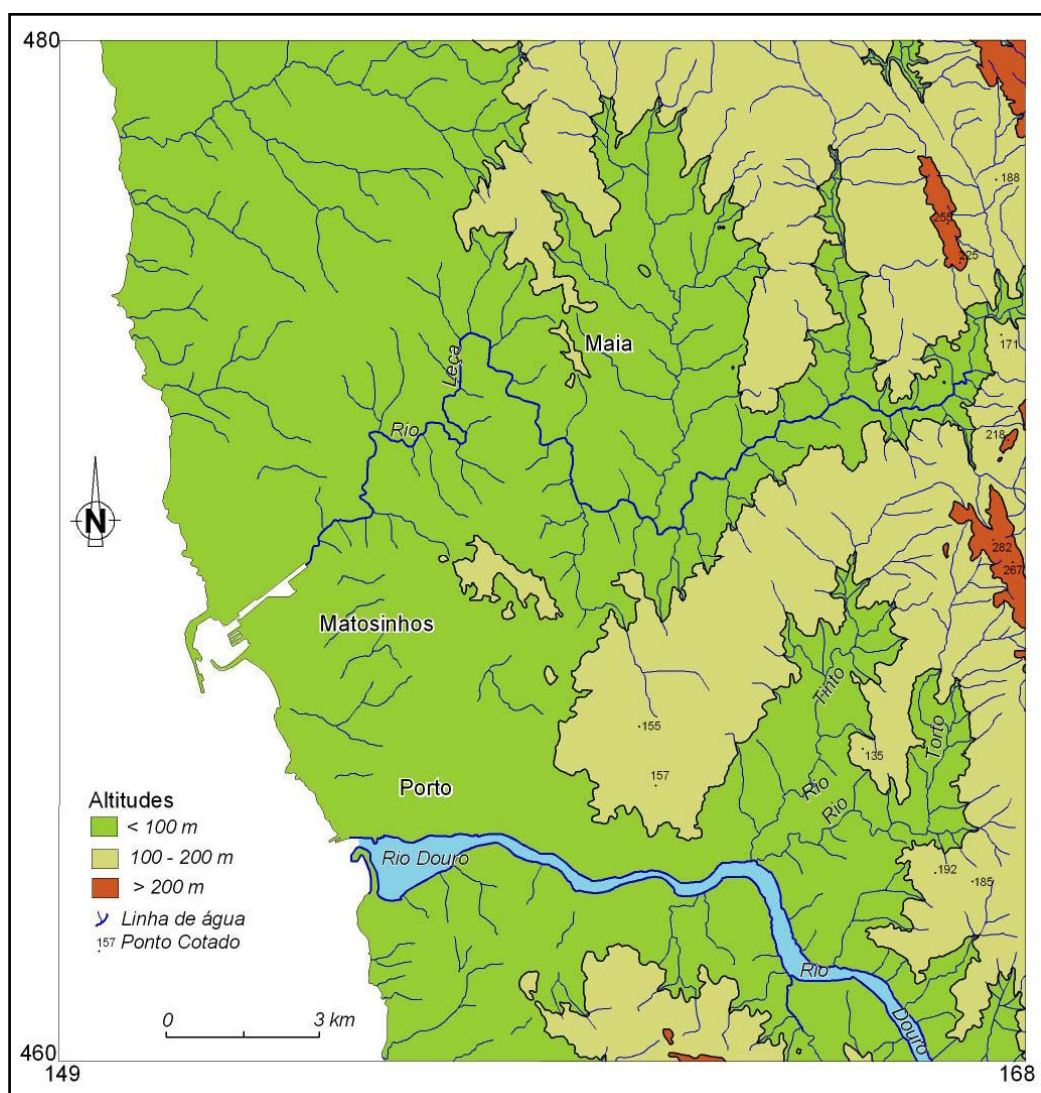 480
188
255
225
Maia
171
Leça
Rio
218
N
282
267
Matosinhos
Tinto
Torto
155
135
157
Porto
Rio
Rio
Altitudes
< 100 m
100 - 200 m
> 200 m
Linha de água
157 Ponto Cotado
Rio Douro
192
185
Rio
Douro
0 3 km
460
149 168